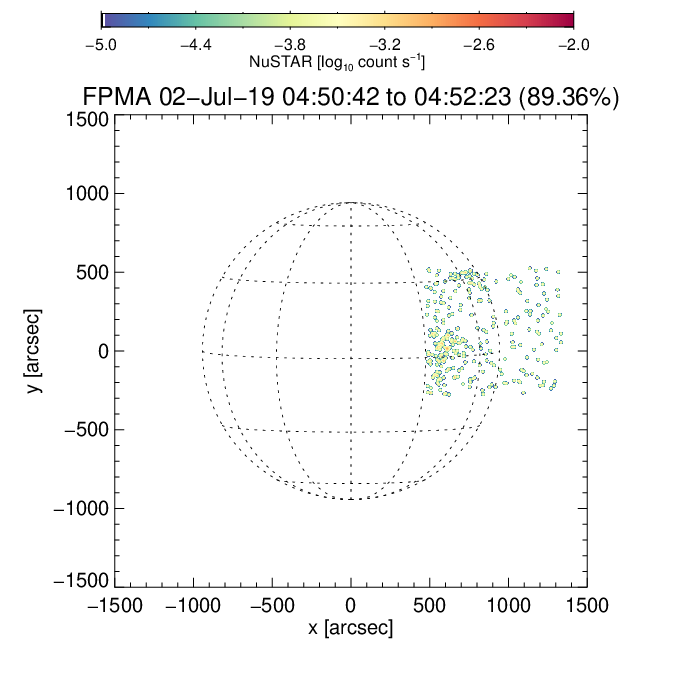 −5.0 −4.4 −3.8 −3.2 −2.6 −2.0
NuSTAR [log₁₀ count s⁻¹]
FPMA 02−Jul−19 04:50:42 to 04:52:23 (89.36%)
1500
1000
500
0
−500
−1000
−1500
y [arcsec]
−1500 −1000 −500 0 500 1000 1500
x [arcsec]